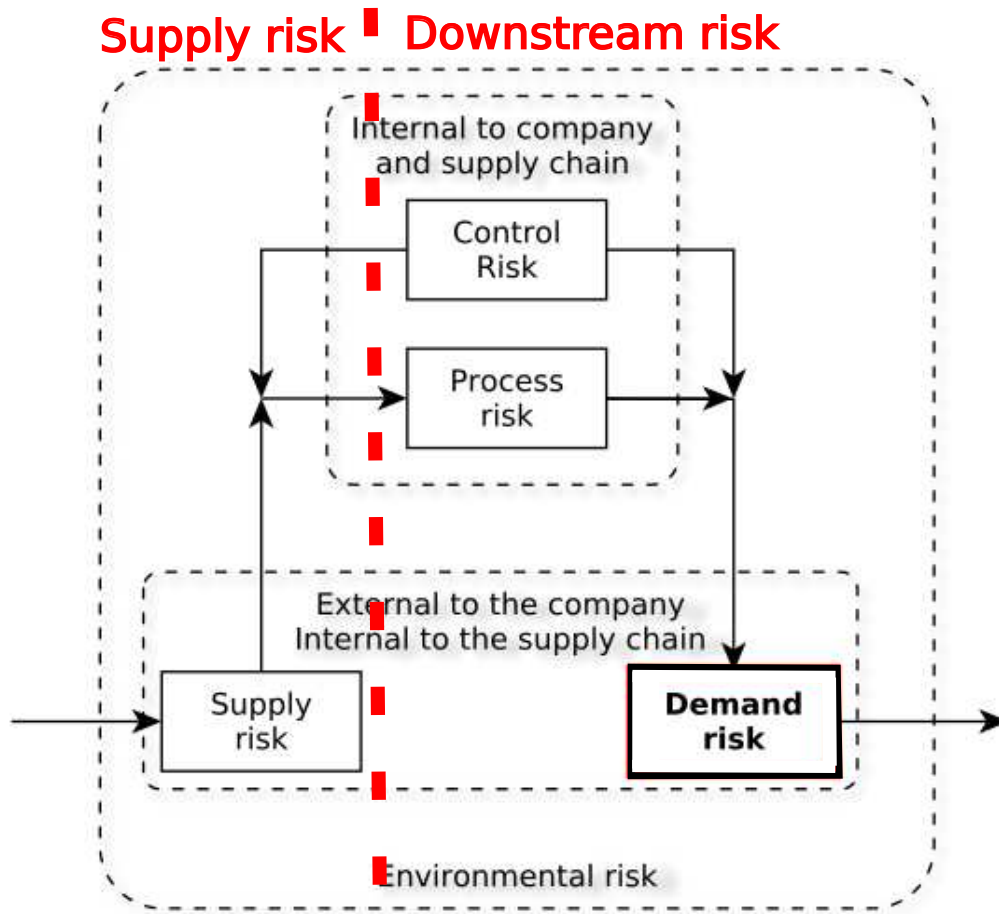 Supply risk
Downstream risk
Internal to company
and supply chain
Control
Risk
Process
risk
External to the company
Internal to the supply chain
Supply
risk
Demand
risk
Environmental risk